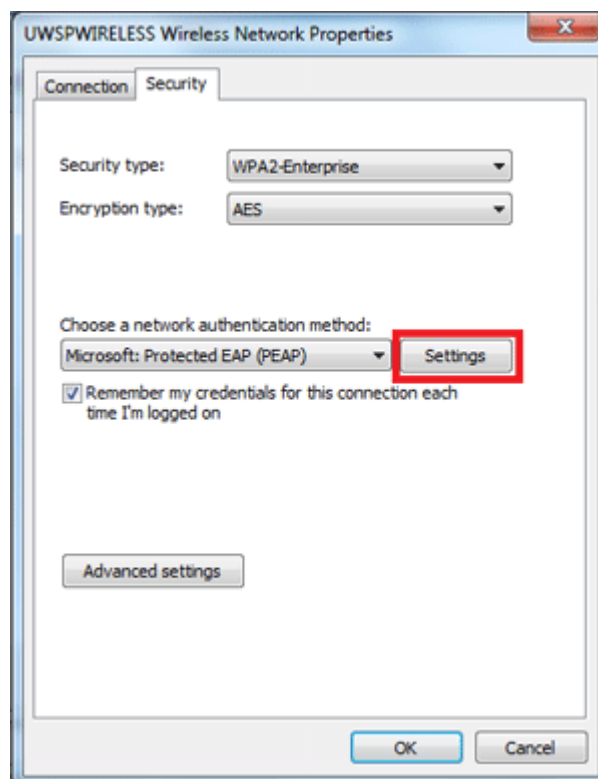 UWSPWIRELESS Wireless Network Properties
Connection Security
Security type: WPA2-Enterprise
Encryption type: AES
Choose a network authentication method:
Microsoft: Protected EAP (PEAP) Settings
Remember my credentials for this connection each
time I'm logged on
Advanced settings
OK Cancel